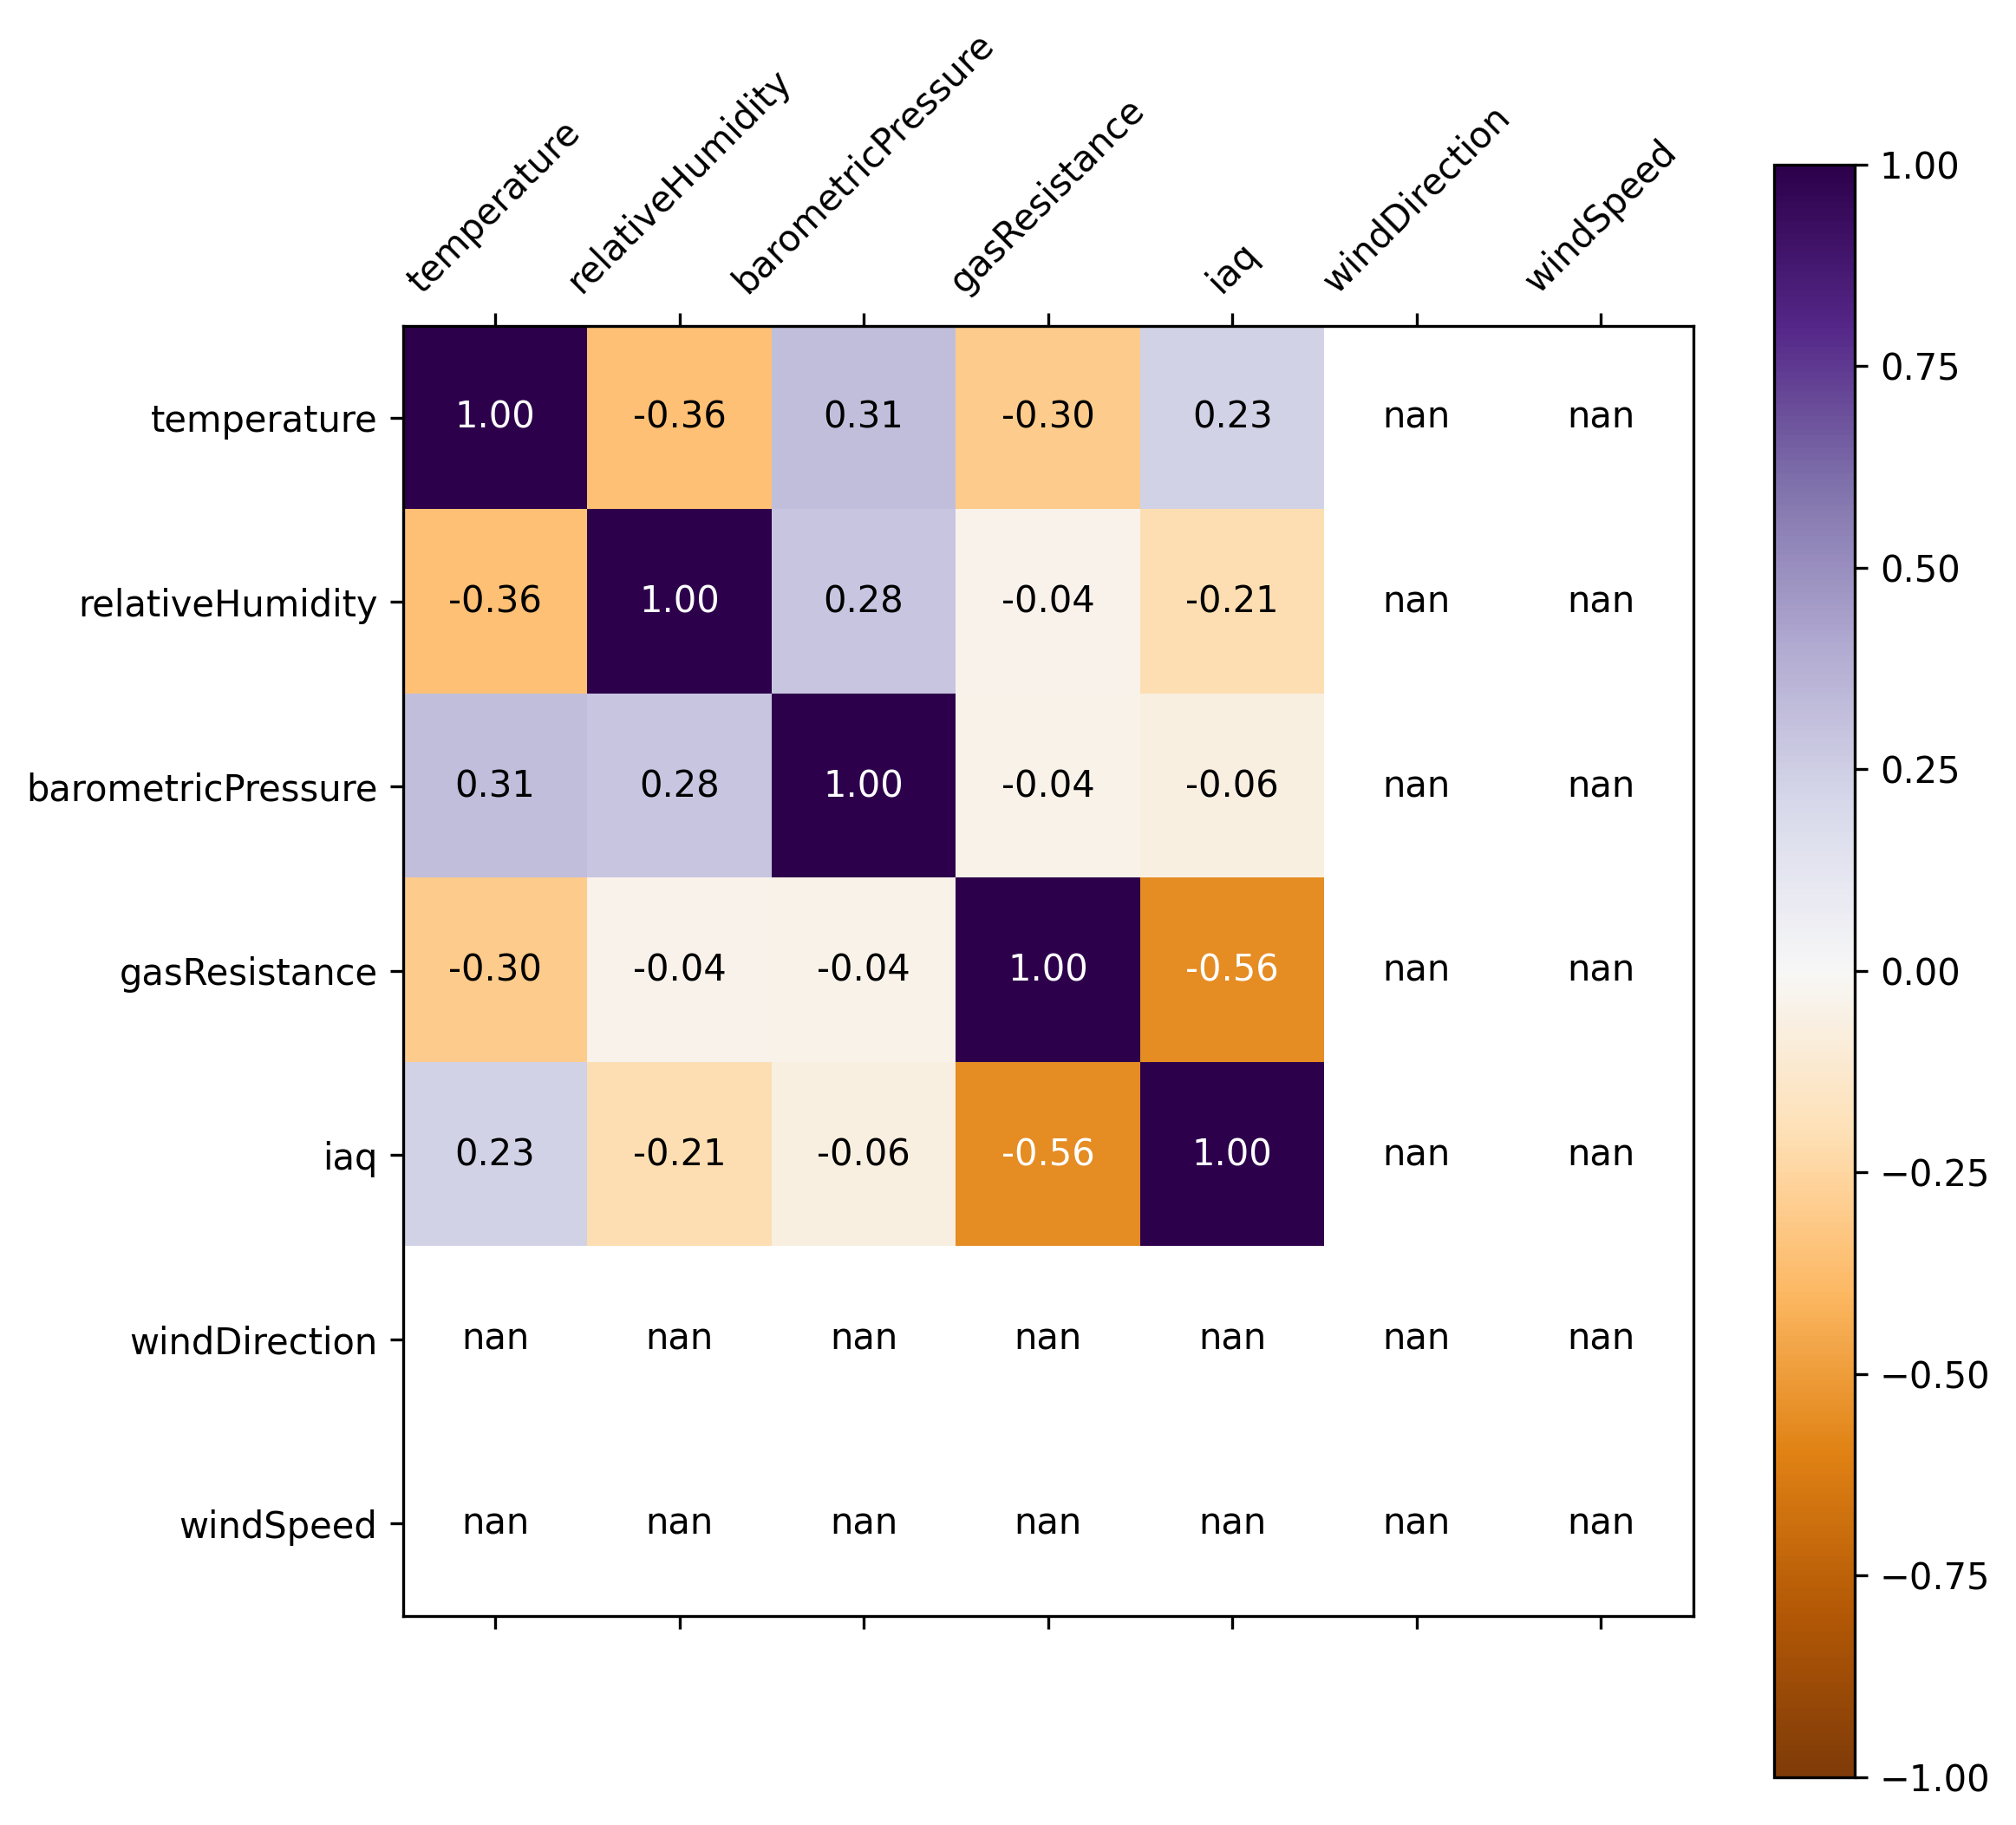 temperature
relativeHumidity
barometricPressure
gasResistance
iaq
windDirection
windSpeed
temperature 1.00 -0.36 0.31 -0.30 0.23 nan nan
relativeHumidity -0.36 1.00 0.28 -0.04 -0.21 nan nan
barometricPressure 0.31 0.28 1.00 -0.04 -0.06 nan nan
gasResistance -0.30 -0.04 -0.04 1.00 -0.56 nan nan
iaq 0.23 -0.21 -0.06 -0.56 1.00 nan nan
windDirection nan nan nan nan nan nan nan
windSpeed nan nan nan nan nan nan nan
1.00
0.75
0.50
0.25
0.00
−0.25
−0.50
−0.75
−1.00